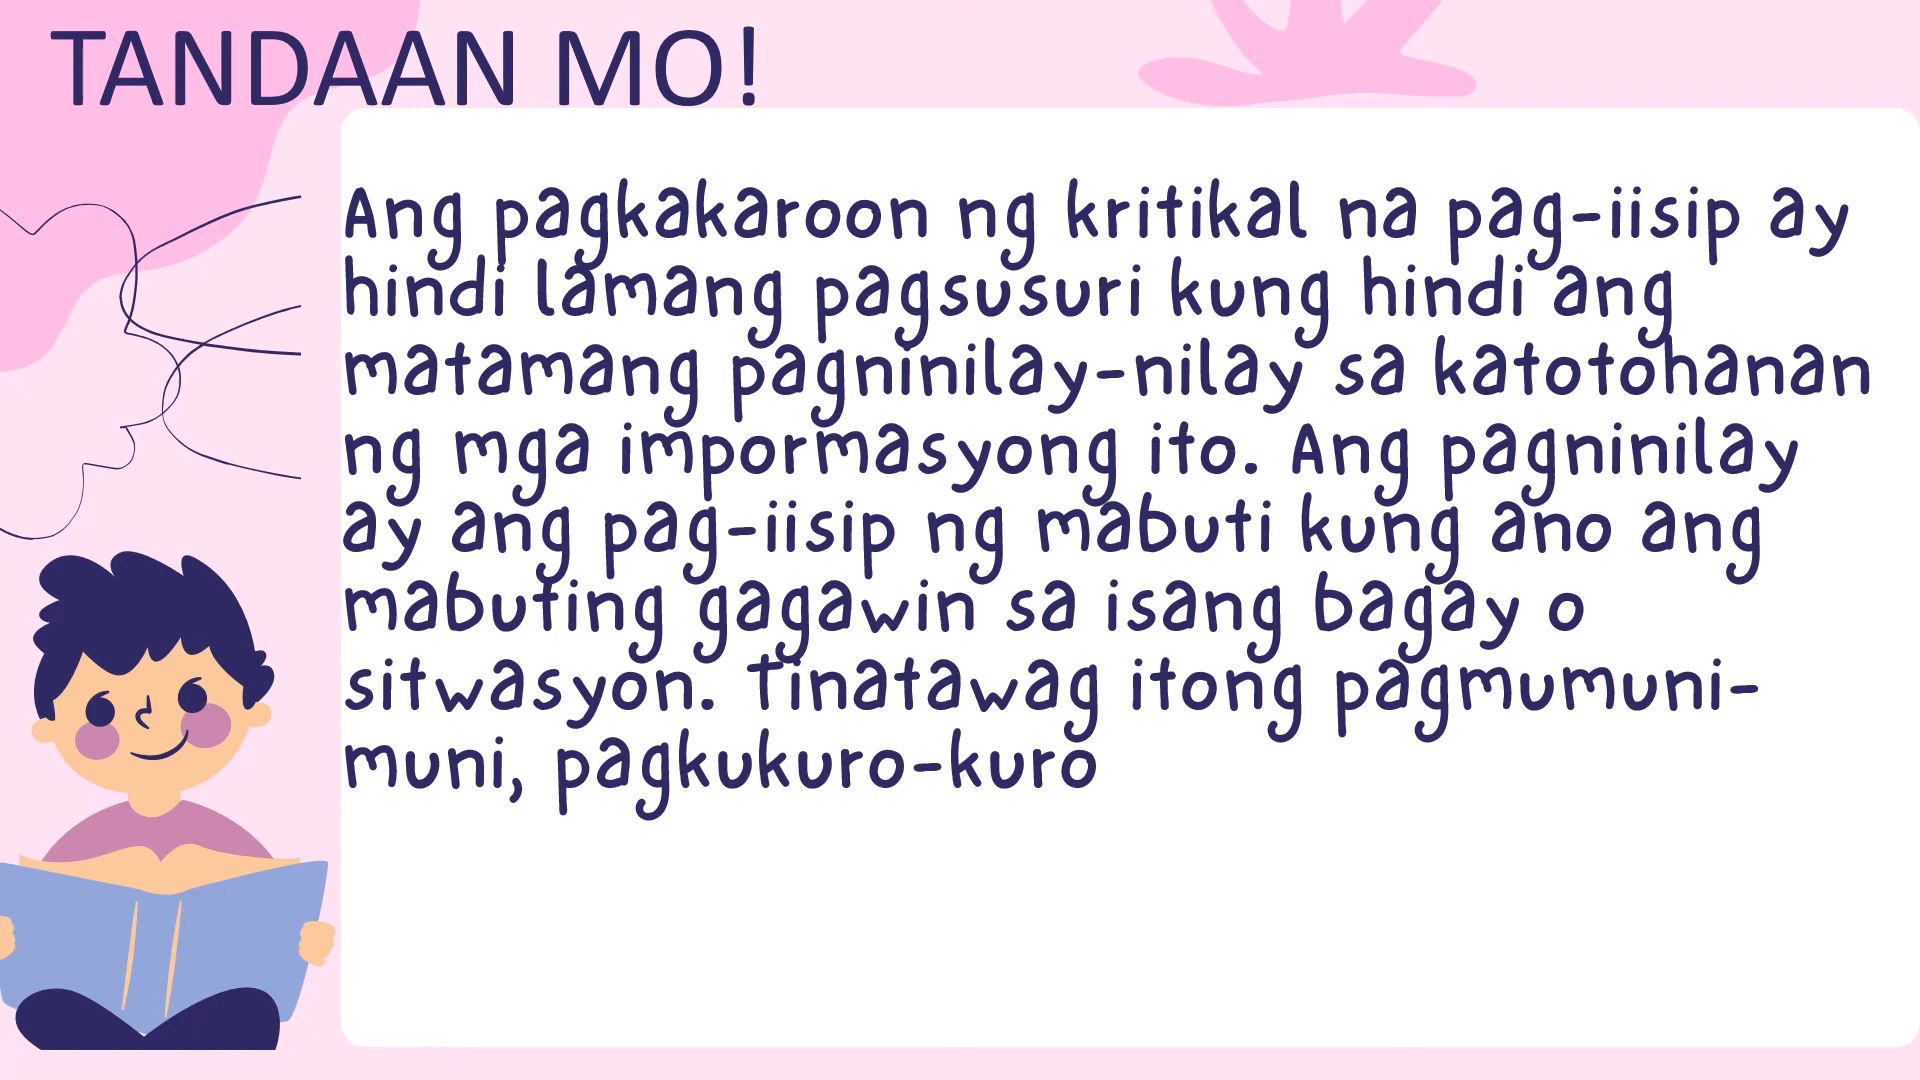 TANDAAN MO!
Ang pagkakaroon ng kritikal na pag-iisip ay
hindi lamang pagsusuri kung hindi ang
matamang pagninilay-nilay sa katotohanan
ng mga impormasyong ito. Ang pagninilay
ay ang pag-iisip ng mabuti kung ano ang
mabuting gagawin sa isang bagay o
sitwasyon. Tinatawag itong pagmumuni-
muni, pagkukuro-kuro